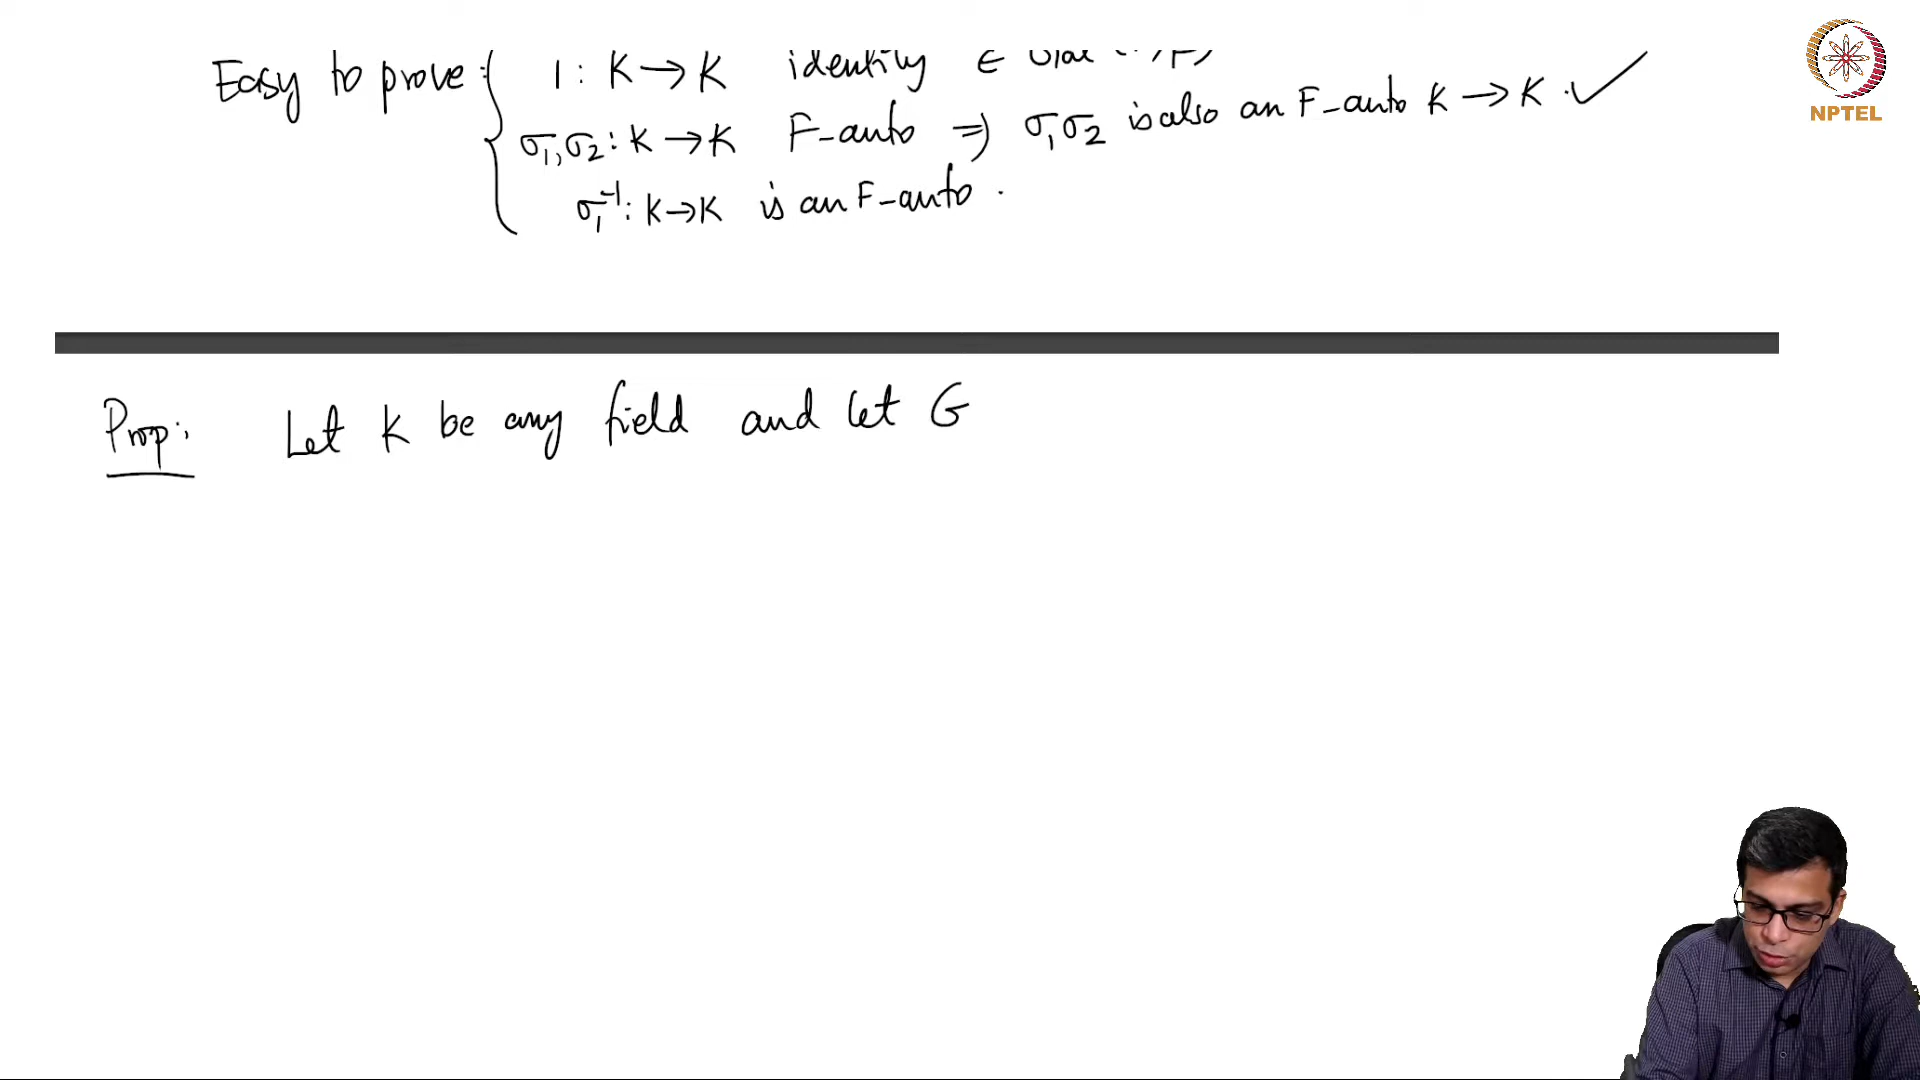 Easy to prove: 1 : K → K identity ∈
σ₁, σ₂ : K → K F-auto ⇒ σ₁σ₂ is also an F-auto K → K . ✓
σ₁⁻¹ : K → K is an F-auto .
Prop: Let K be any field and let G
NPTEL